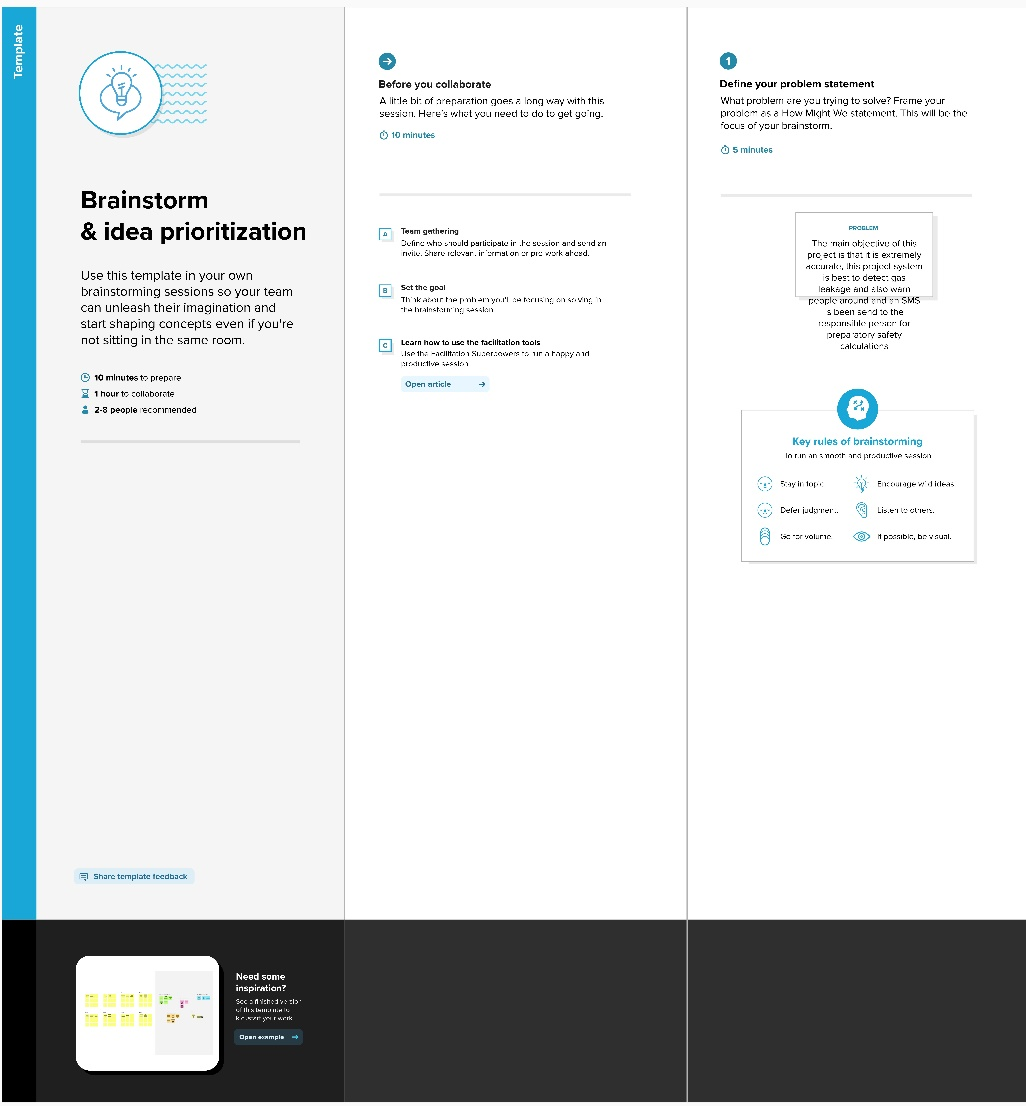 Template
Brainstorm
& idea prioritization
Use this template in your own
brainstorming sessions so your team
can unleash their imagination and
start shaping concepts even if you're
not sitting in the same room.
10 minutes to prepare
1 hour to collaborate
2-8 people recommended
Share template feedback
Need some
inspiration?
See a finished version
of this template to
kickstart your work.
Open example
Before you collaborate
A little bit of preparation goes a long way with this
session. Here's what you need to do to get going.
10 minutes
A
Team gathering
Define who should participate in the session and send an
invite. Share relevant information or pre-work ahead.
B
Set the goal
Think about the problem you'll be focusing on solving in
the brainstorming session.
C
Learn how to use the facilitation tools
Use the Facilitation Superpowers to run a happy and
productive session.
Open article
1
Define your problem statement
What problem are you trying to solve? Frame your
problem as a How Might We statement. This will be the
focus of your brainstorm.
5 minutes
PROBLEM
The main objective of this
project is that it is extremely
accurate, this project system
is best to detect gas
leakage and also warn
people around and an SMS
is been send to the
responsible person for
preparatory safety
calculations
Key rules of brainstorming
To run an smooth and productive session
Stay in topic.
Encourage wild ideas.
Defer judgment.
Listen to others.
Go for volume.
If possible, be visual.